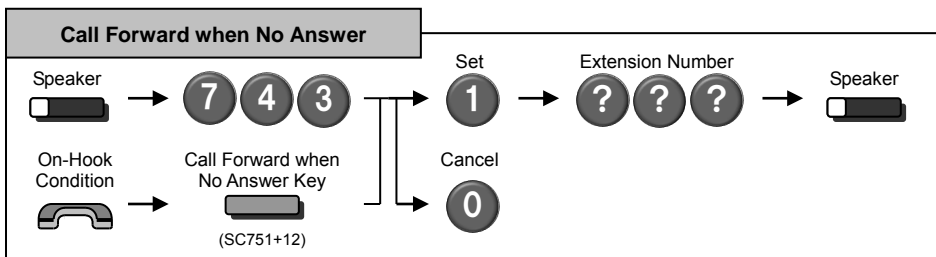 Call Forward when No Answer
Speaker
7 4 3
Set
1
Extension Number
? ? ?
Speaker
On-Hook
Condition
Call Forward when
No Answer Key
(SC751+12)
Cancel
0